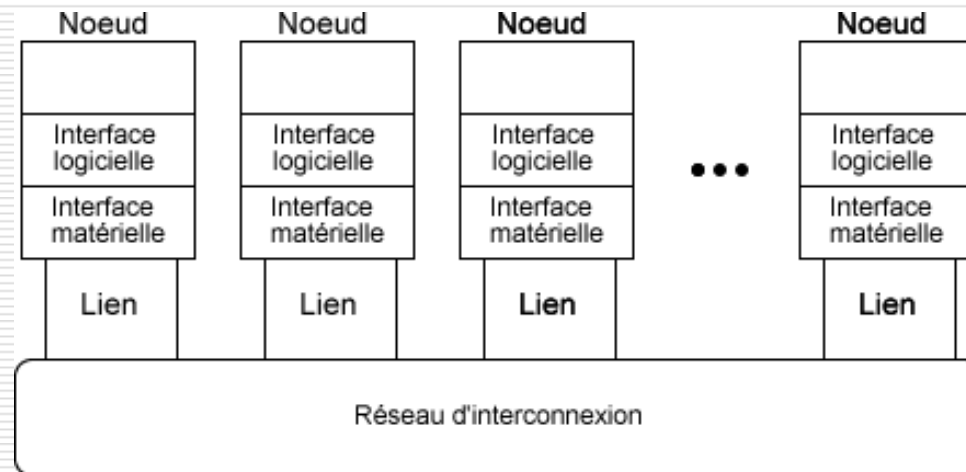 Noeud Noeud Noeud Noeud
Interface Interface Interface Interface
logicielle logicielle logicielle logicielle
Interface Interface Interface Interface
matérielle matérielle matérielle matérielle
Lien Lien Lien Lien
Réseau d'interconnexion